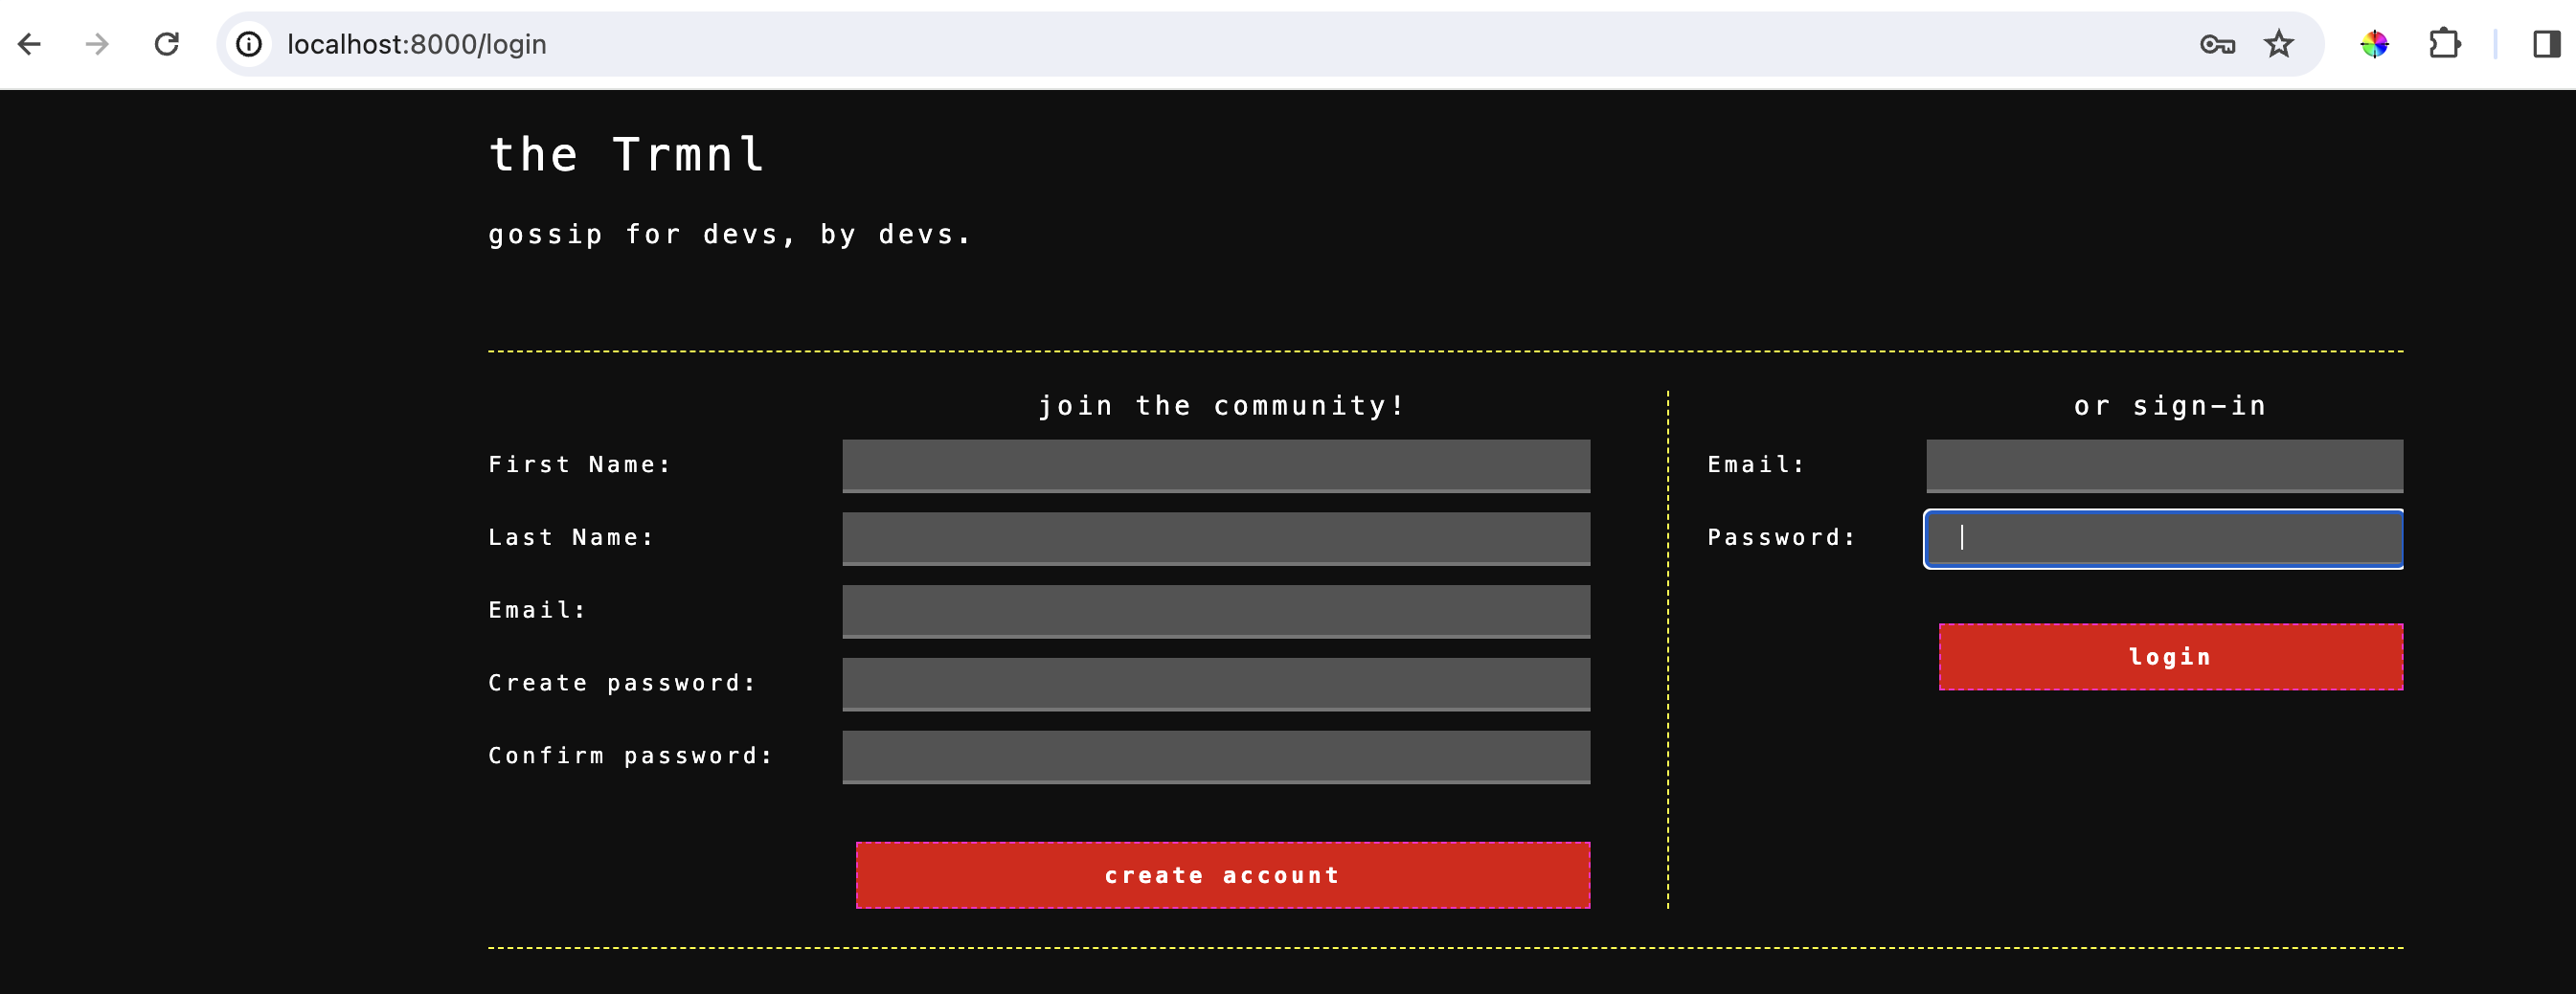 localhost:8000/login
the Trmnl
gossip for devs, by devs.
join the community!
First Name:
Last Name:
Email:
Create password:
Confirm password:
create account
or sign-in
Email:
Password:
login